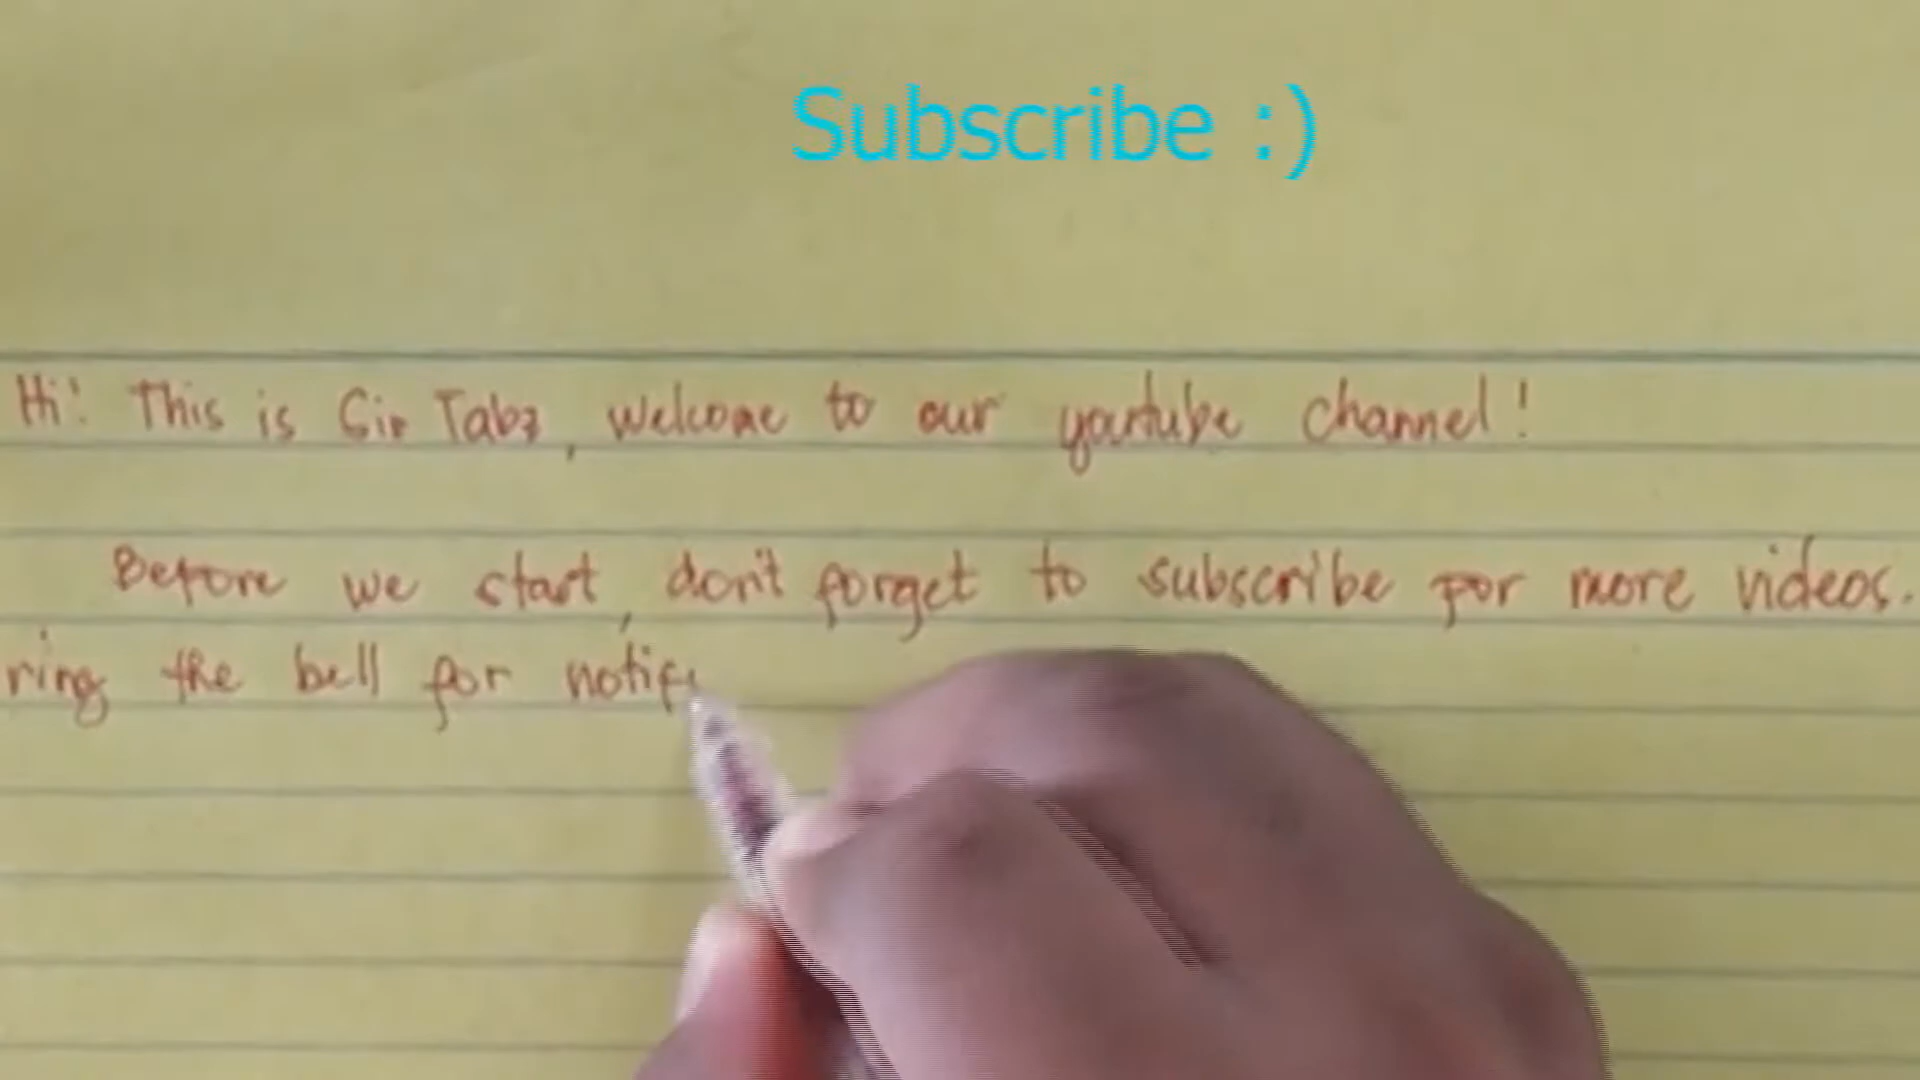 Subscribe :)
Hi! This is Sir Tabz, welcome to our youtube channel!
Before we start, don't forget to subscribe for more videos.
ring the bell for notifi